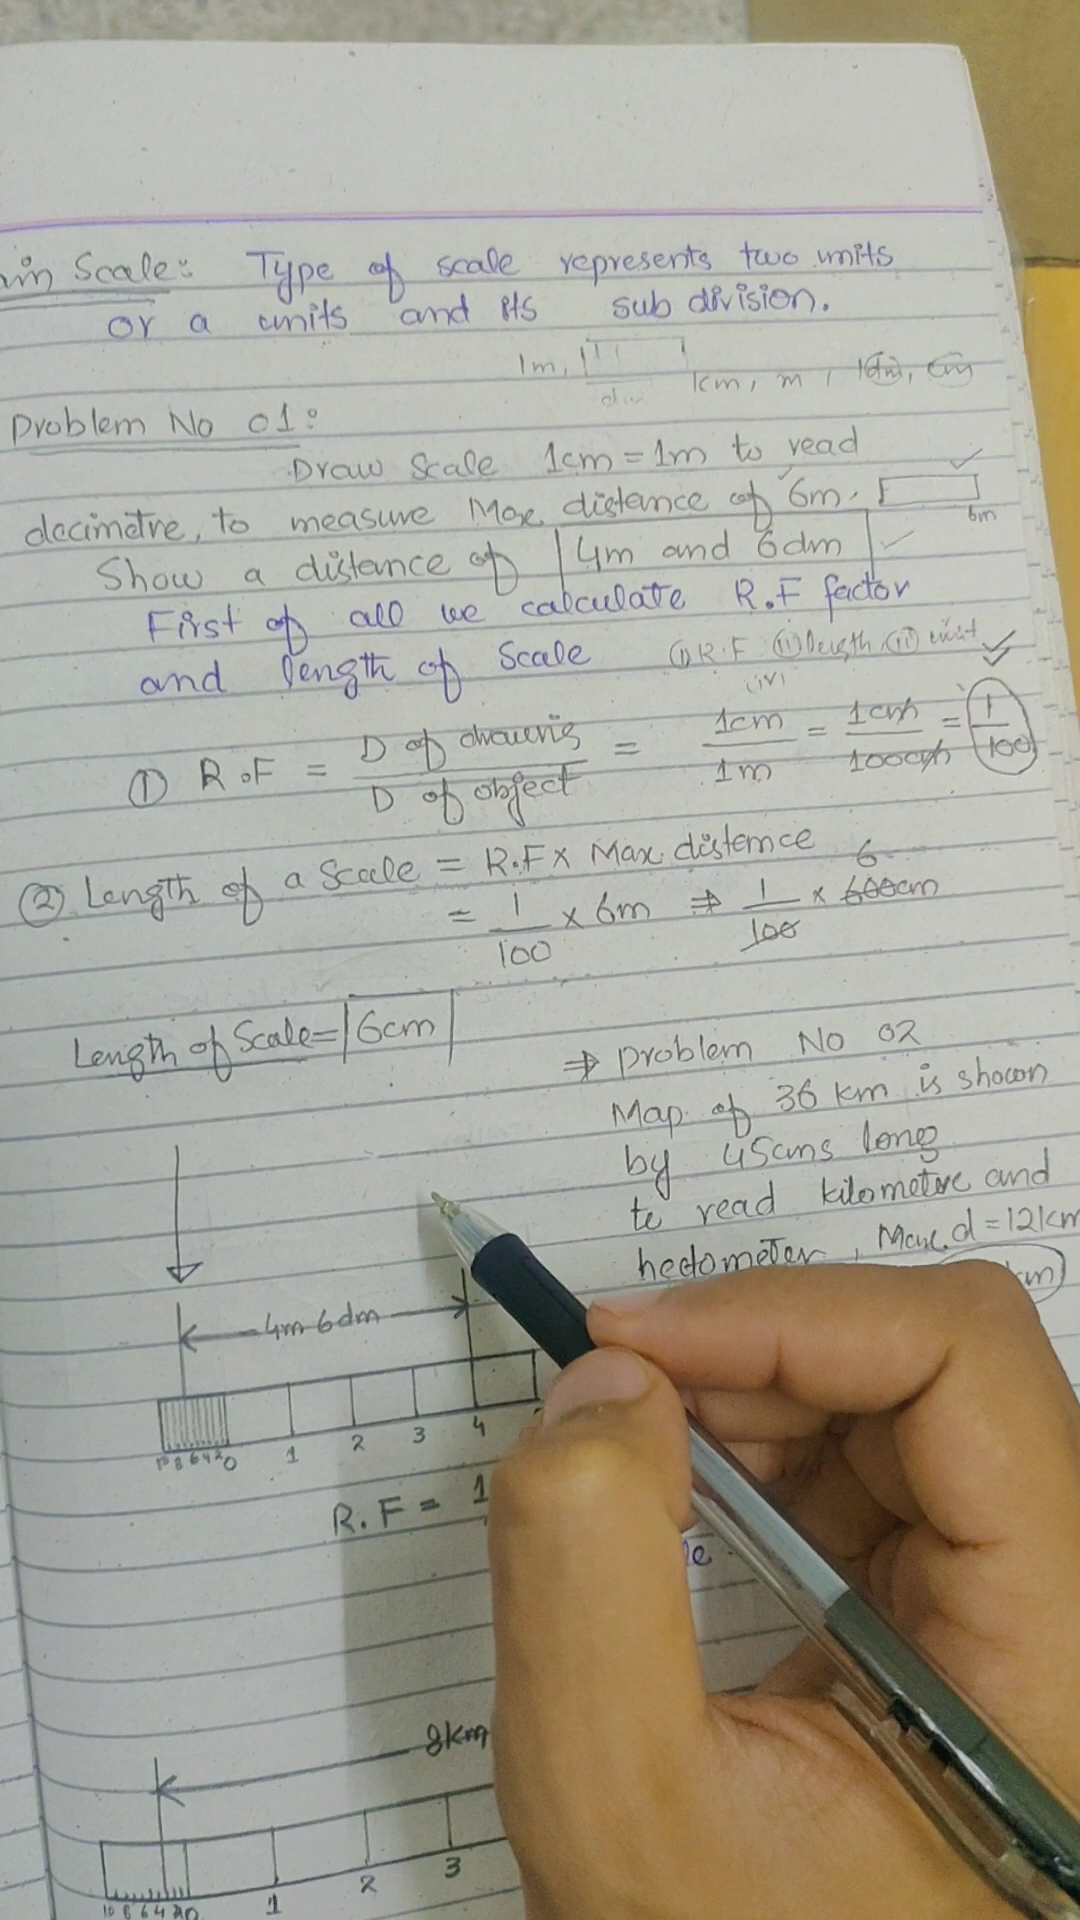 Scale: Type of scale represents two units
or a units and its sub division.
1m,
km, m,
Problem No 01:
Draw Scale 1cm = 1m to read
decimetre, to measure Max distance of 6m.
6m
Show a distance of 4m and 6dm
First of all we calculate R.F factor
and length of Scale
(i) R.F (ii) length (iii) unit
(iv)
① R.F = D of drawing / D of object = 1cm / 1m = 1cm / 100cm = 1 / 100
② Length of a Scale = R.F x Max distance
= 1 / 100 x 6m ⇒ 1 / 100 x 600cm 6
Length of Scale = 6cm
⇒ Problem No 02
Map of 36 km is shown
by 45cms long
to read kilometre and
hectometer, Max. d = 12km
km
4m 6dm
10 8 6 4 2 0 1 2 3 4
R.F = 1
8km
10 8 6 4 2 0 1 2 3